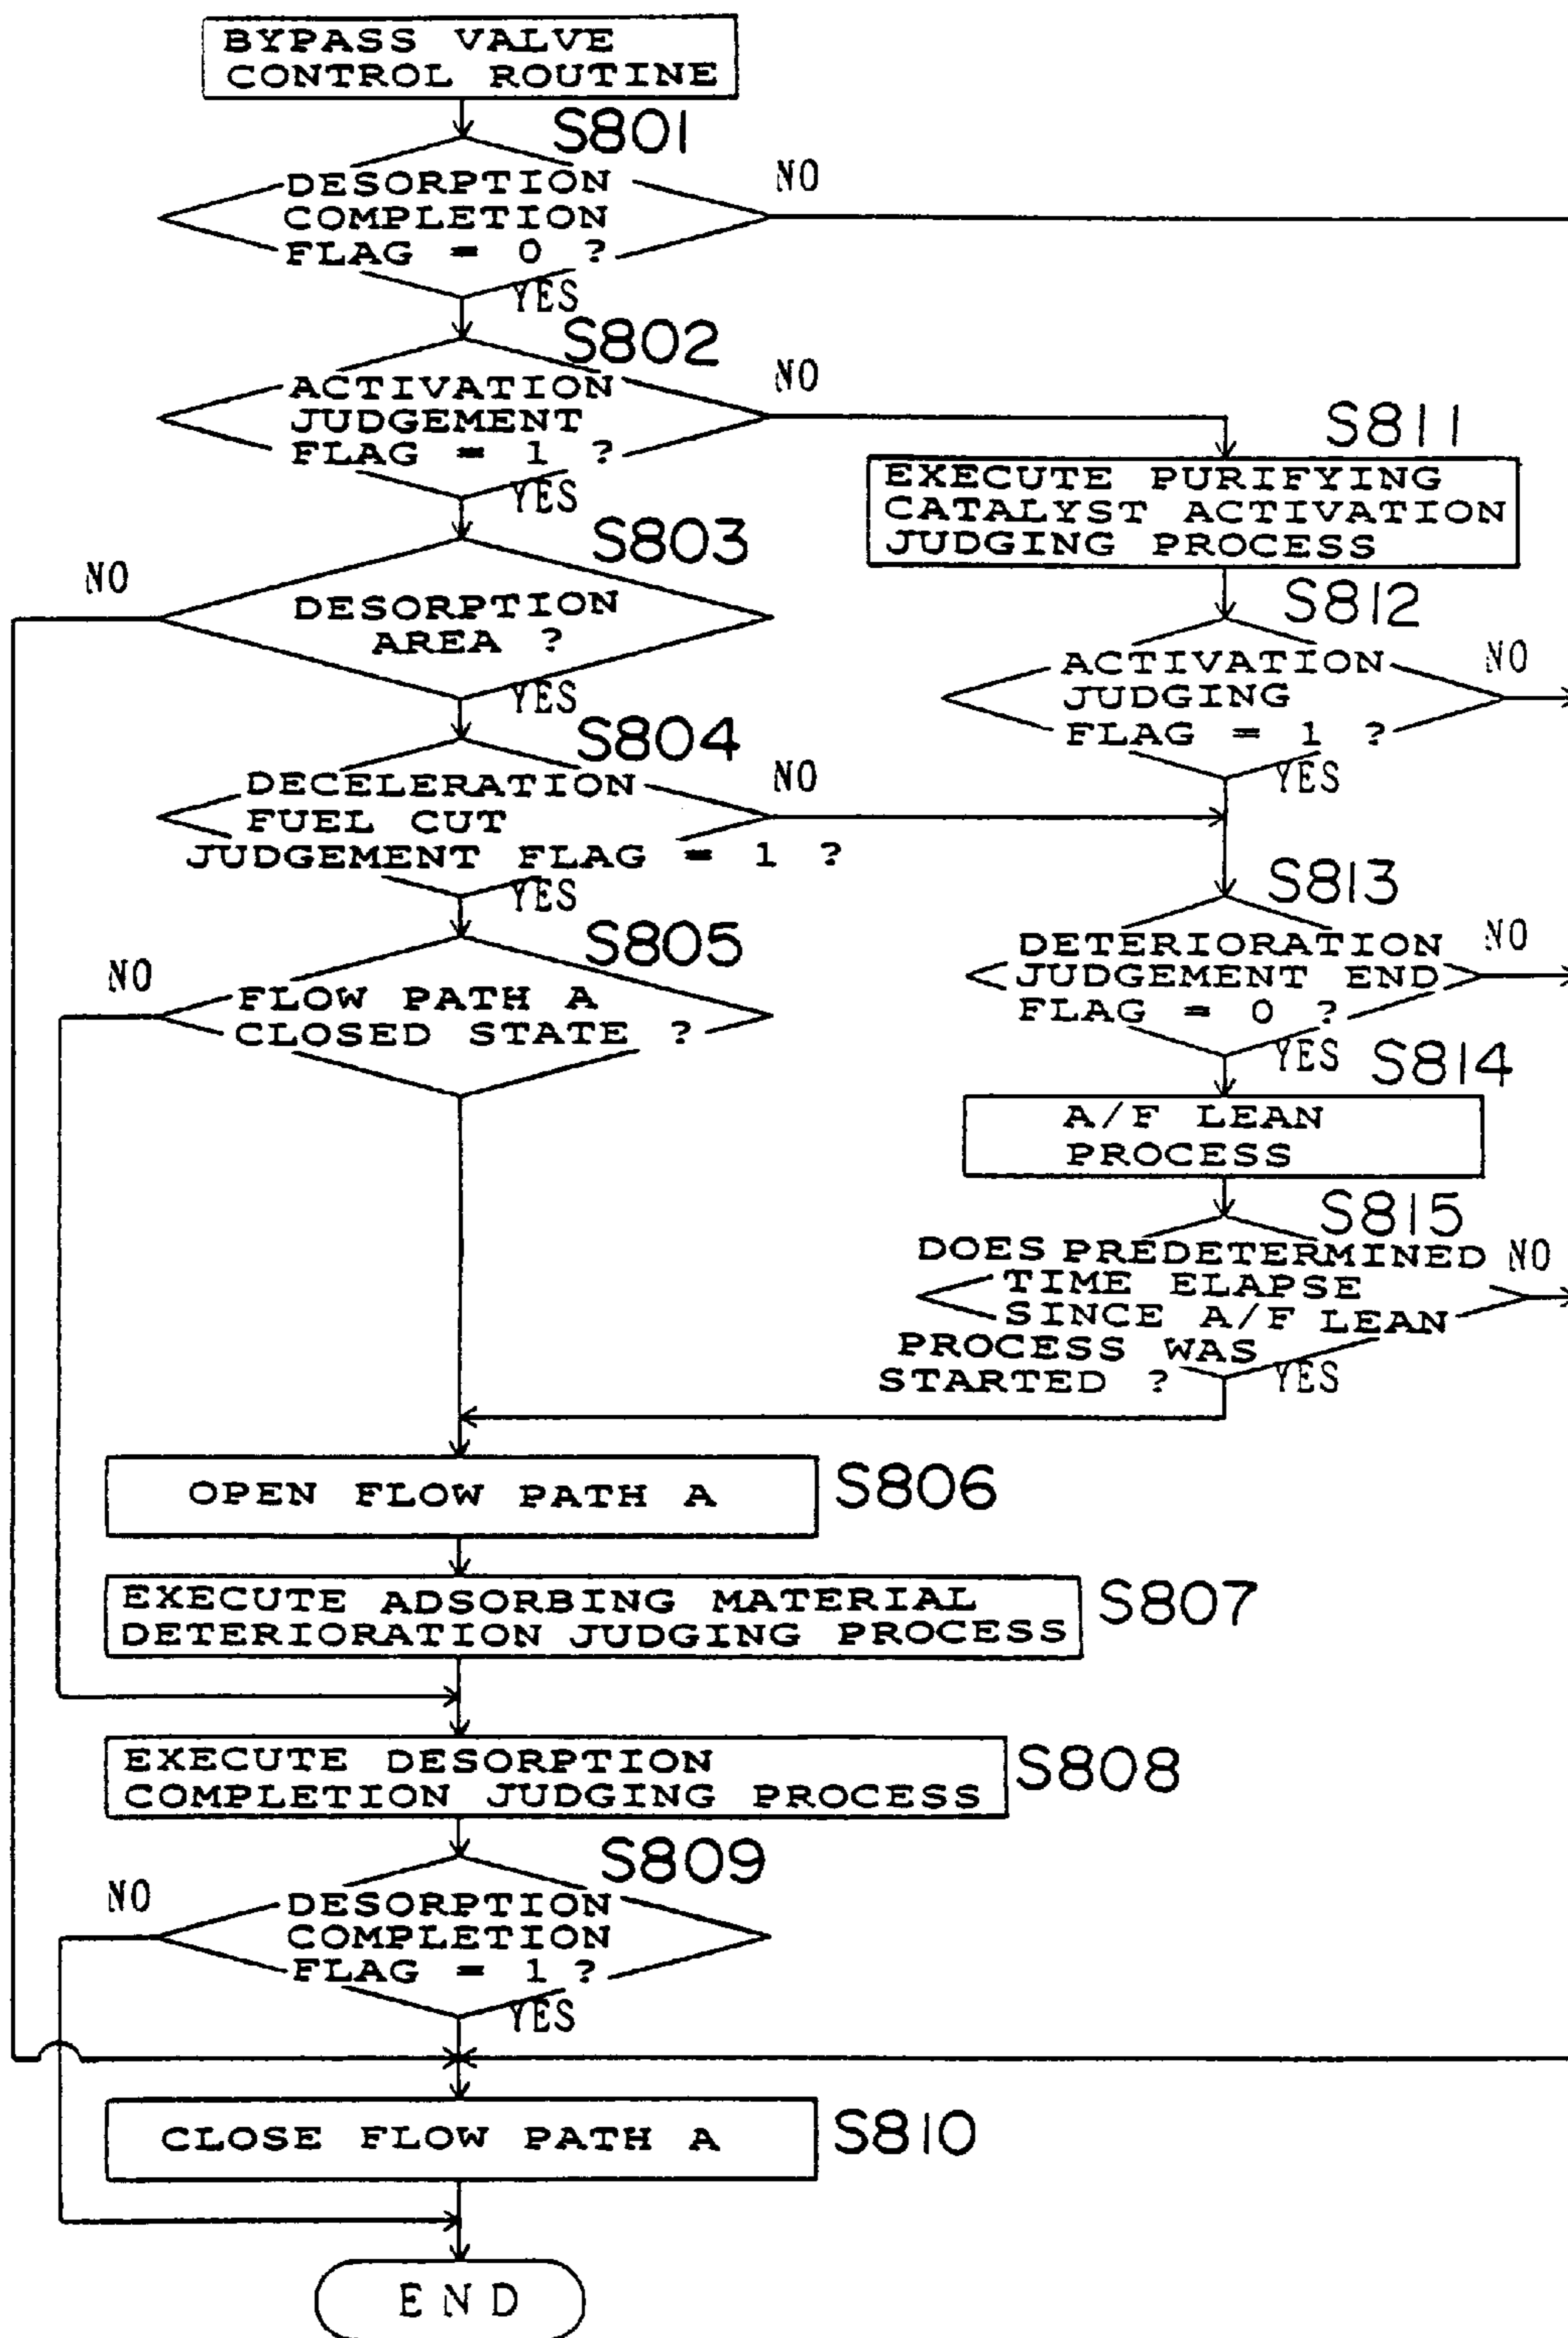 BYPASS VALVE
CONTROL ROUTINE
S801
DESORPTION
COMPLETION
FLAG = 0 ?
NO
YES
S802
ACTIVATION
JUDGEMENT
FLAG = 1 ?
NO
YES
S811
EXECUTE PURIFYING
CATALYST ACTIVATION
JUDGING PROCESS
S803
NO
DESORPTION
AREA ?
YES
S812
ACTIVATION
JUDGING
FLAG = 1 ?
NO
YES
S804
DECELERATION
FUEL CUT
JUDGEMENT FLAG = 1 ?
NO
YES
S813
DETERIORATION
JUDGEMENT END
FLAG = 0 ?
NO
YES
S805
NO
FLOW PATH A
CLOSED STATE ?
S814
A/F LEAN
PROCESS
S815
DOES PREDETERMINED
TIME ELAPSE
SINCE A/F LEAN
PROCESS WAS
STARTED ?
NO
YES
OPEN FLOW PATH A
S806
EXECUTE ADSORBING MATERIAL
DETERIORATION JUDGING PROCESS
S807
EXECUTE DESORPTION
COMPLETION JUDGING PROCESS
S808
S809
NO
DESORPTION
COMPLETION
FLAG = 1 ?
YES
CLOSE FLOW PATH A
S810
END